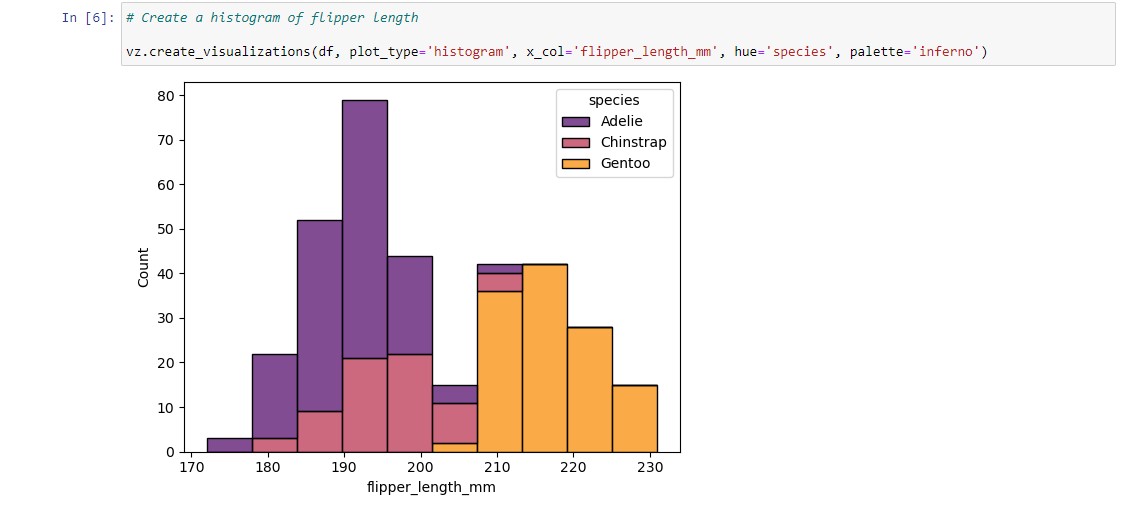 In [6]: # Create a histogram of flipper length
vz.create_visualizations(df, plot_type='histogram', x_col='flipper_length_mm', hue='species', palette='inferno')
species
Adelie
Chinstrap
Gentoo
80
70
60
50
40
30
20
10
0
Count
170 180 190 200 210 220 230
flipper_length_mm